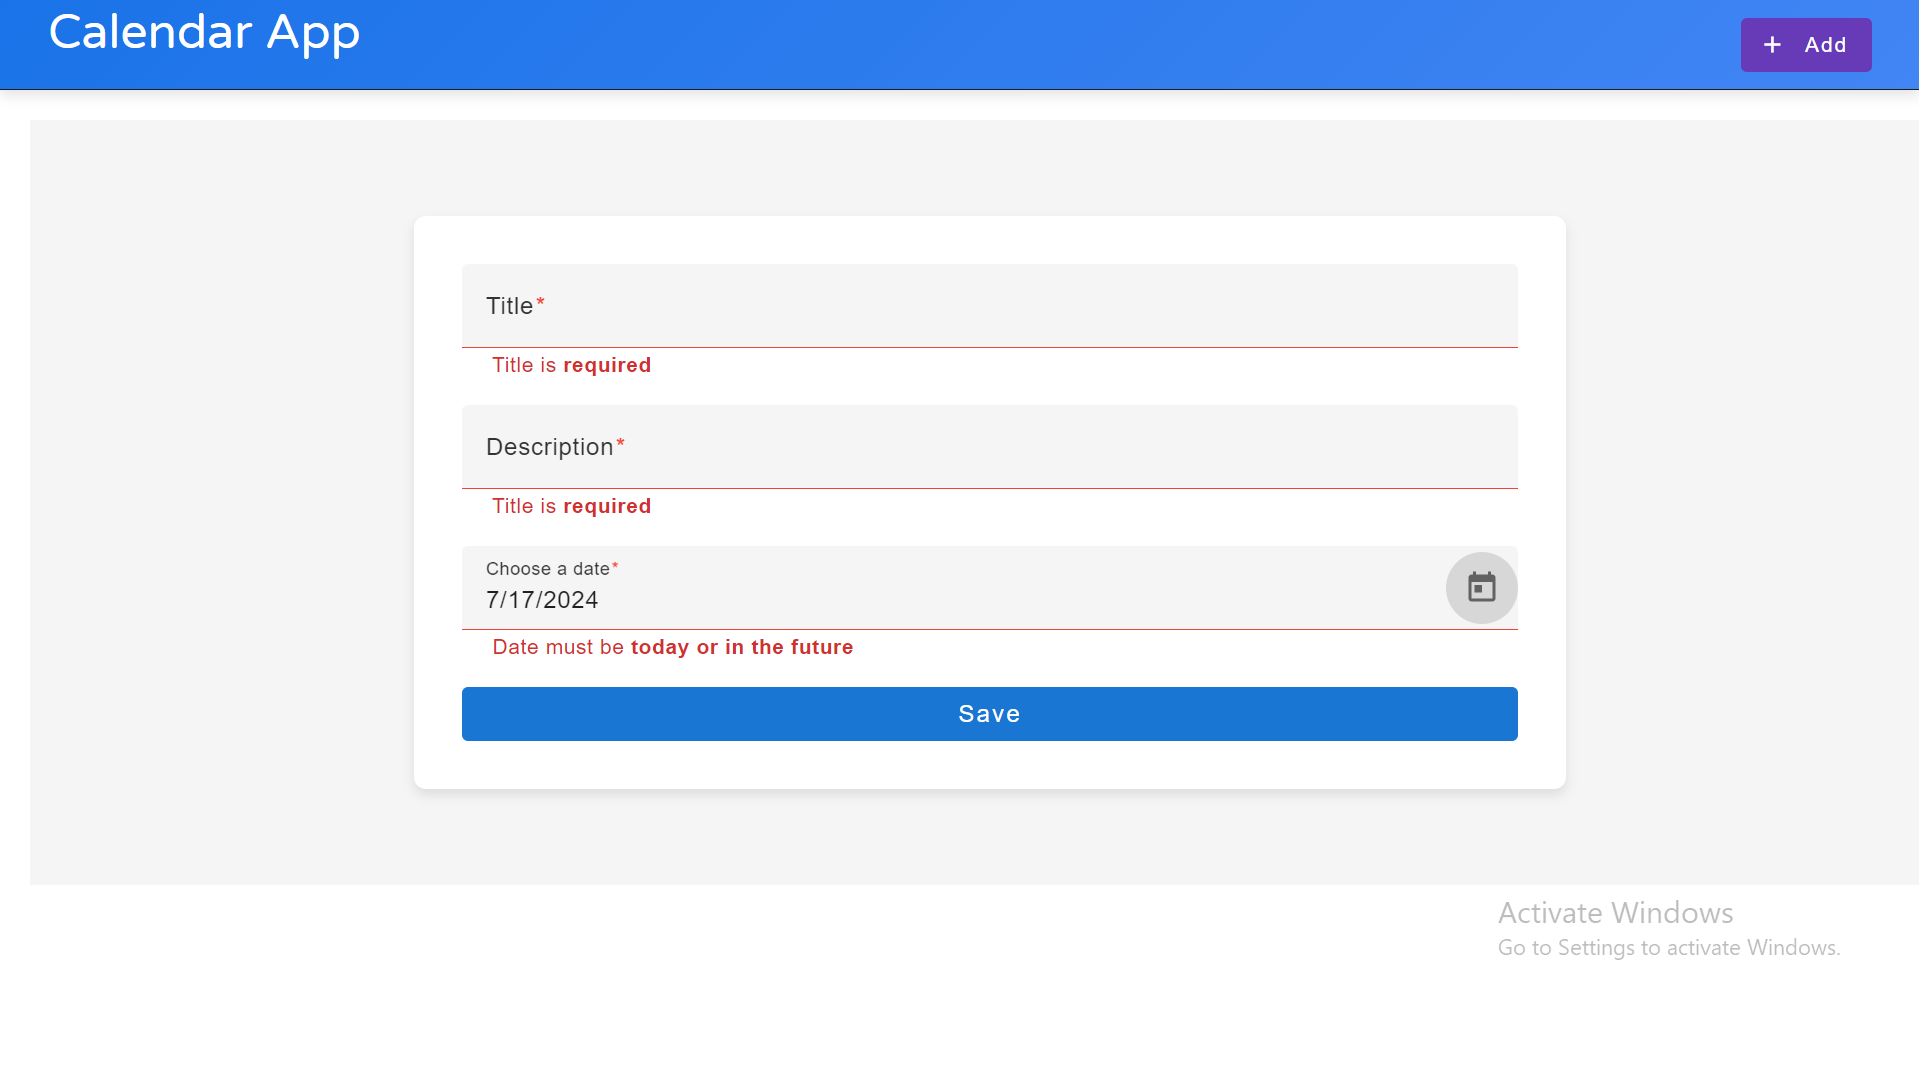 Calendar App
+ Add
Title*
Title is required
Description*
Title is required
Choose a date*
7/17/2024
Date must be today or in the future
Save
Activate Windows
Go to Settings to activate Windows.